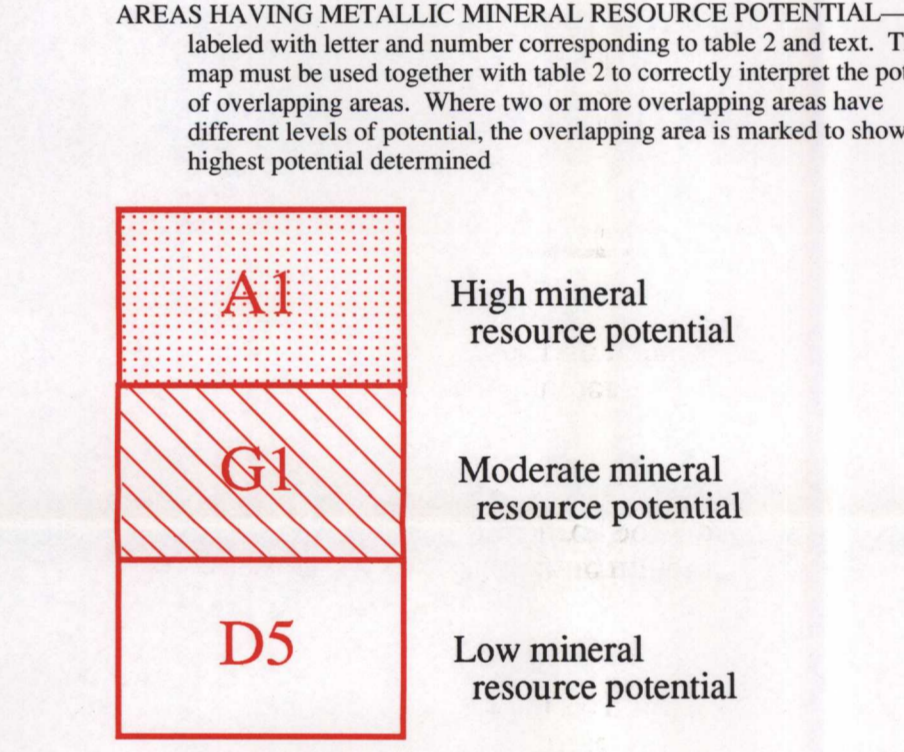 AREAS HAVING METALLIC MINERAL RESOURCE POTENTIAL—
labeled with letter and number corresponding to table 2 and text.
map must be used together with table 2 to correctly interpret the
of overlapping areas. Where two or more overlapping areas have
different levels of potential, the overlapping area is marked to show
highest potential determined
A1
High mineral
resource potential
G1
Moderate mineral
resource potential
D5
Low mineral
resource potential